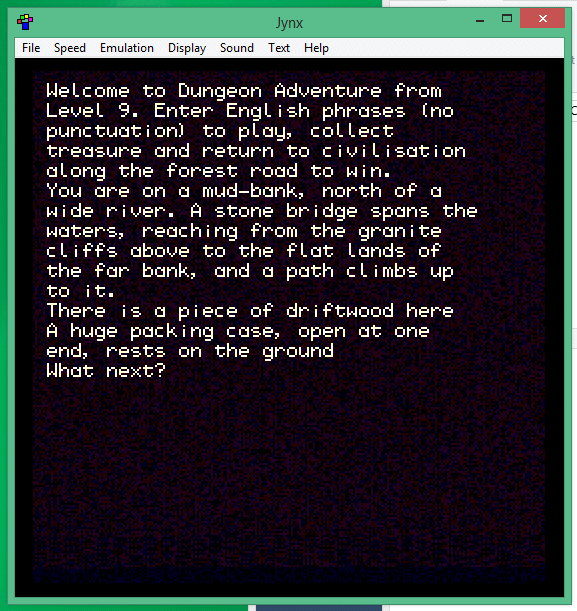 Jynx
File Speed Emulation Display Sound Text Help
Welcome to Dungeon Adventure from
Level 9. Enter English phrases (no
punctuation) to play, collect
treasure and return to civilisation
along the forest road to win.
You are on a mud-bank, north of a
wide river. A stone bridge spans the
waters, reaching from the granite
cliffs above to the flat lands of
the far bank, and a path climbs up
to it.
There is a piece of driftwood here
A huge packing case, open at one
end, rests on the ground
What next?